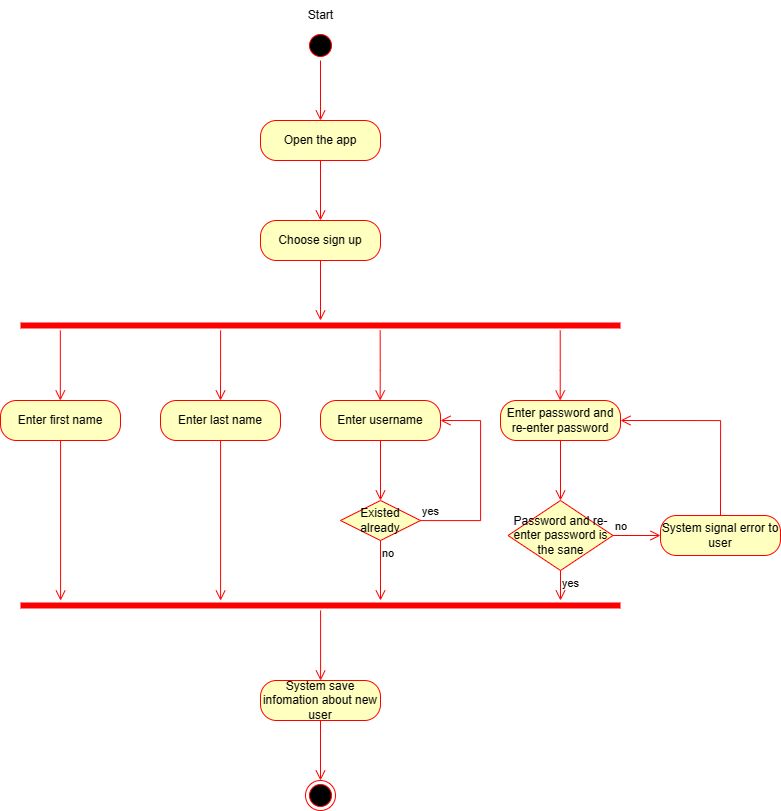 Start
Open the app
Choose sign up
Enter first name
Enter last name
Enter username
Enter password and
re-enter password
Existed
already
yes
no
Password and re-
enter password is
the sane
no
yes
System signal error to
user
System save
infomation about new
user